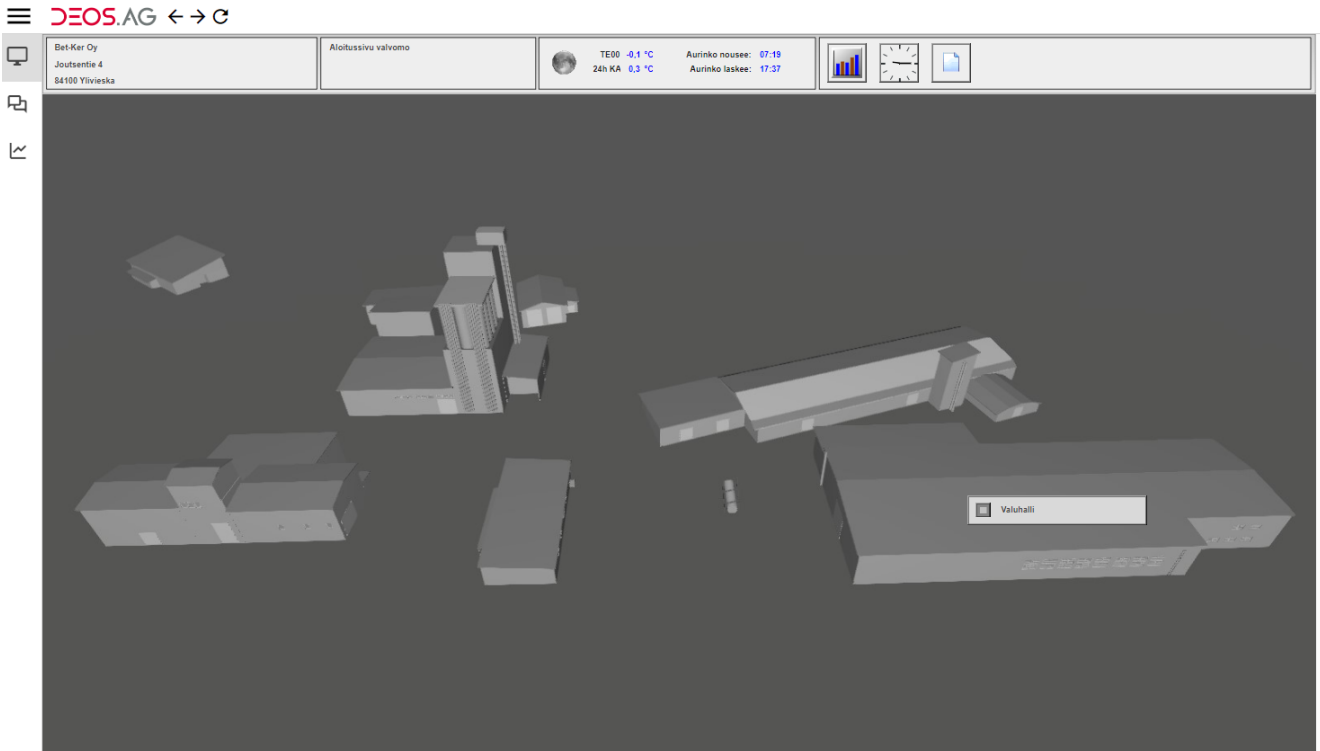 DEOS.AG
Bet-Ker Oy
Joutsentie 4
84100 Ylivieska
Aloitussivu valvomo
TE00 -0,1 °C Aurinko nousee: 07:19
24h KA 0,3 °C Aurinko laskee: 17:37
Valuhalli